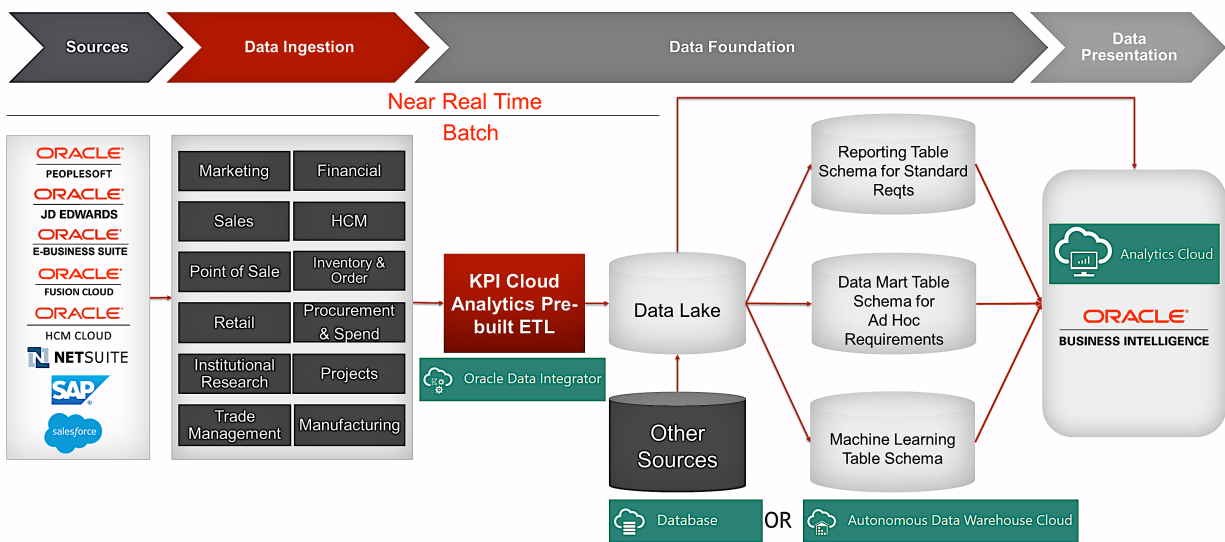 Sources
Data Ingestion
Data Foundation
Data
Presentation
Near Real Time
Batch
ORACLE®
PEOPLESOFT
ORACLE®
JD EDWARDS
ORACLE®
E-BUSINESS SUITE
ORACLE®
FUSION CLOUD
ORACLE®
HCM CLOUD
N NETSUITE
SAP®
salesforce
Marketing
Financial
Sales
HCM
Point of Sale
Inventory &
Order
Retail
Procurement
& Spend
Institutional
Research
Projects
Trade
Management
Manufacturing
KPI Cloud
Analytics Pre-
built ETL
Oracle Data Integrator
Data Lake
Other
Sources
Reporting Table
Schema for Standard
Reqts
Data Mart Table
Schema for
Ad Hoc
Requirements
Machine Learning
Table Schema
Database
OR
Autonomous Data Warehouse Cloud
Analytics Cloud
ORACLE®
BUSINESS INTELLIGENCE